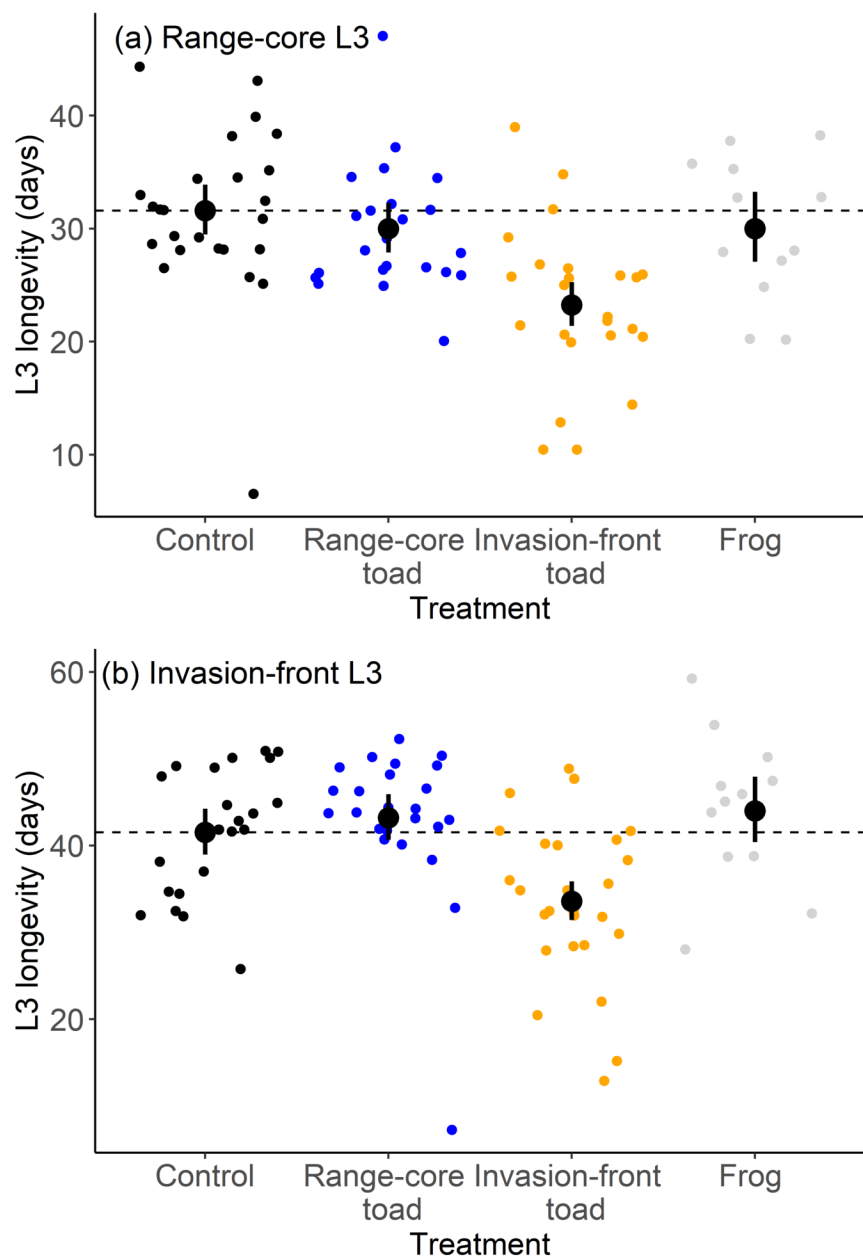 (a) Range-core L3
L3 longevity (days)
40
30
20
10
Control
Range-core toad
Invasion-front toad
Frog
Treatment
(b) Invasion-front L3
L3 longevity (days)
60
40
20
Control
Range-core toad
Invasion-front toad
Frog
Treatment